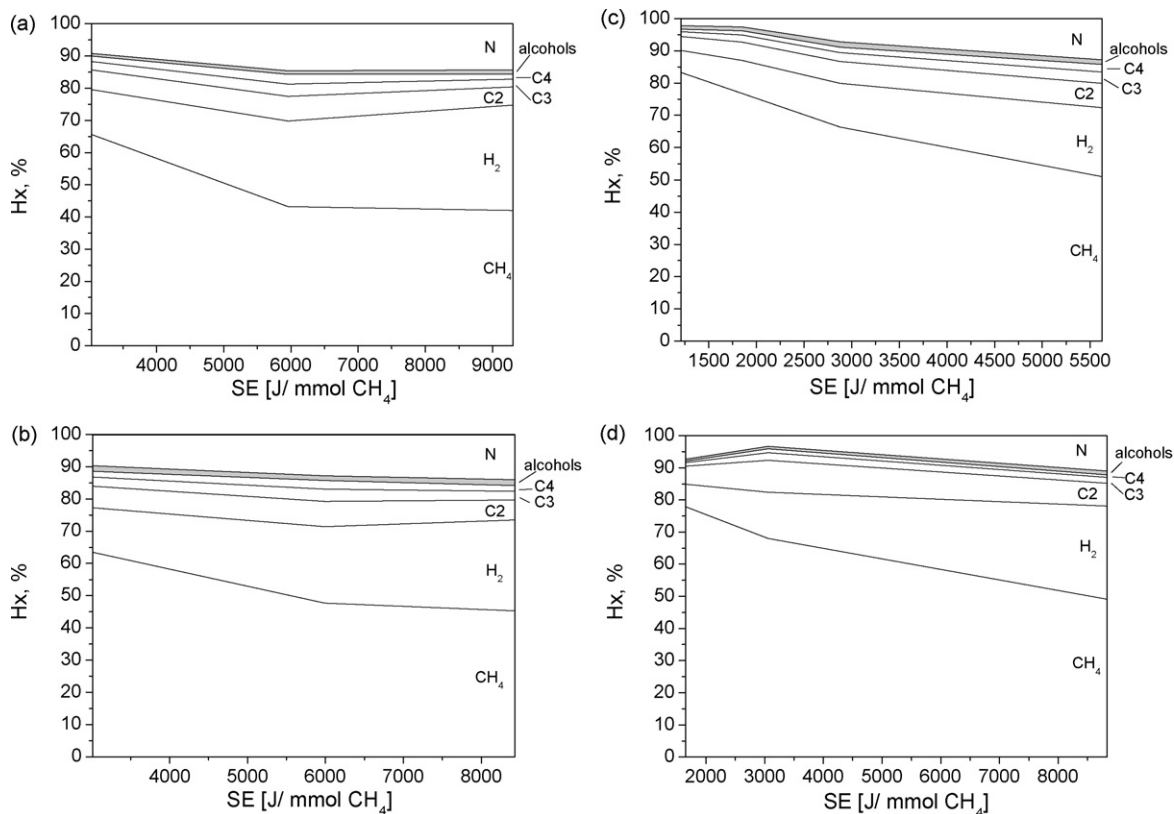 (a)
100
90
80
70
60
50
40
30
20
10
0
Hx, %
N
alcohols
C4
C3
C2
H₂
CH₄
4000 5000 6000 7000 8000 9000
SE [J/ mmol CH₄]
(b)
100
90
80
70
60
50
40
30
20
10
0
Hx, %
N
alcohols
C4
C3
C2
H₂
CH₄
4000 5000 6000 7000 8000
SE [J/ mmol CH₄]
(c)
100
90
80
70
60
50
40
30
20
10
0
Hx, %
N
alcohols
C4
C3
C2
H₂
CH₄
1500 2000 2500 3000 3500 4000 4500 5000 5500
SE [J/ mmol CH₄]
(d)
100
90
80
70
60
50
40
30
20
10
0
Hx, %
N
alcohols
C4
C3
C2
H₂
CH₄
2000 3000 4000 5000 6000 7000 8000
SE [J/ mmol CH₄]